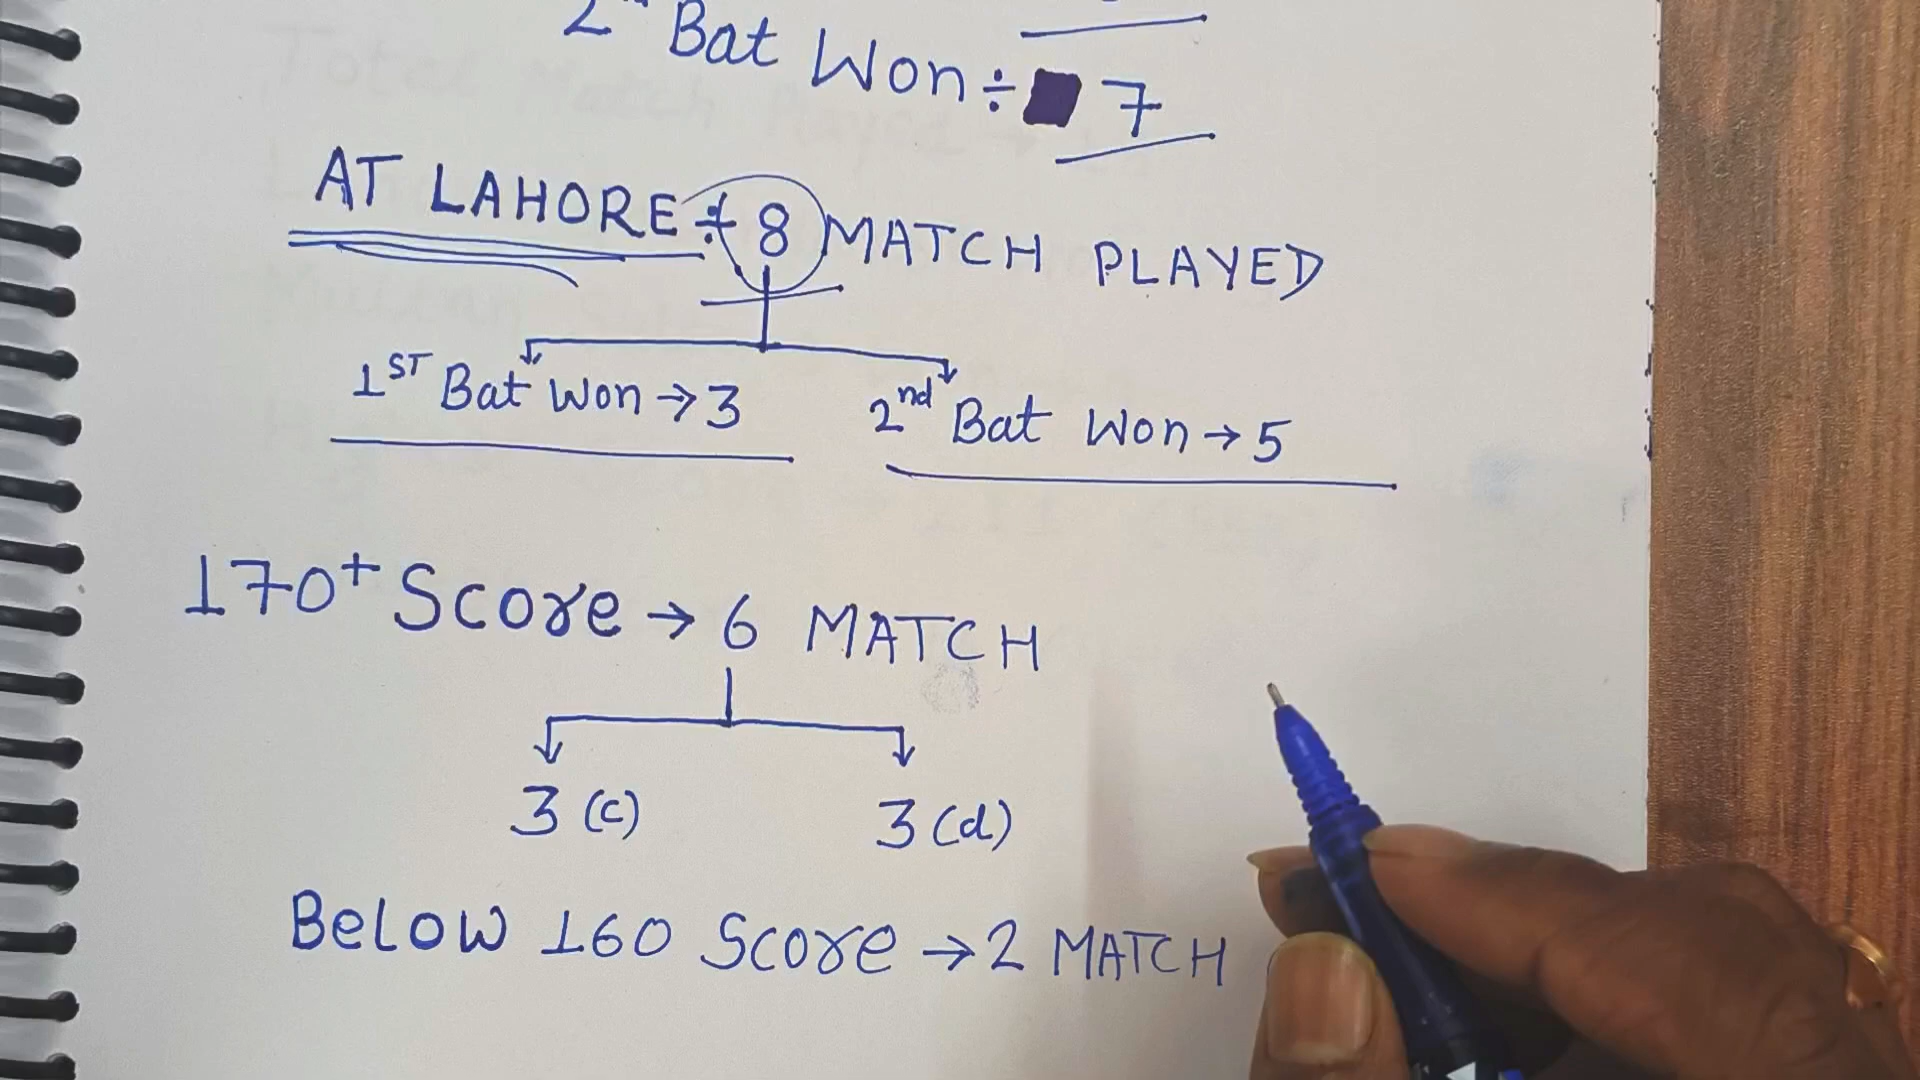 2nd Bat Won ÷ 7
AT LAHORE ÷ 8 MATCH PLAYED
1ST Bat Won → 3
2nd Bat Won → 5
170+ Score → 6 MATCH
3 (c)
3 (d)
Below 160 Score → 2 MATCH